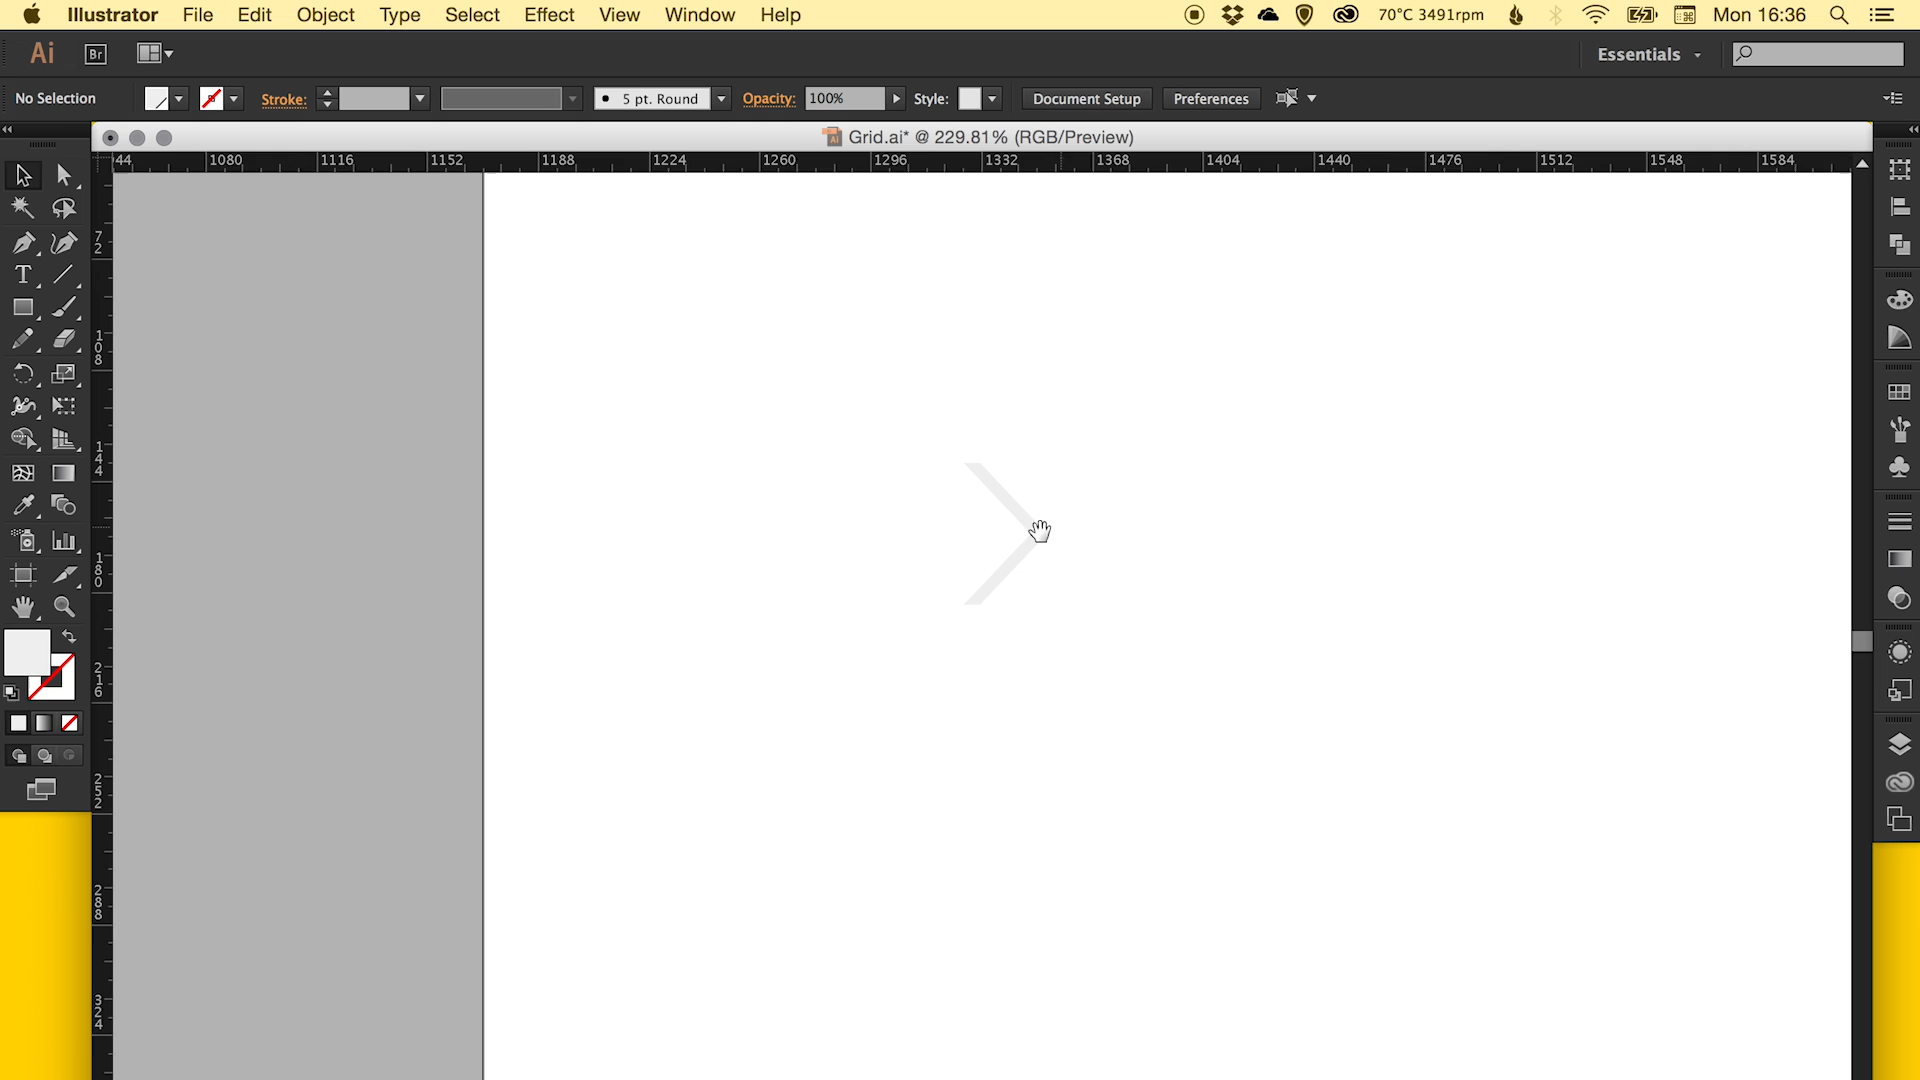 Illustrator File Edit Object Type Select Effect View Window Help 70°C 3491rpm Mon 16:36
Ai Br Essentials
No Selection Stroke: 5 pt. Round Opacity: 100% Style: Document Setup Preferences
Grid.ai* @ 229.81% (RGB/Preview)
44 1080 1116 1152 1188 1224 1260 1296 1332 1368 1404 1440 1476 1512 1548 1584
72
108
144
180
216
252
288
324